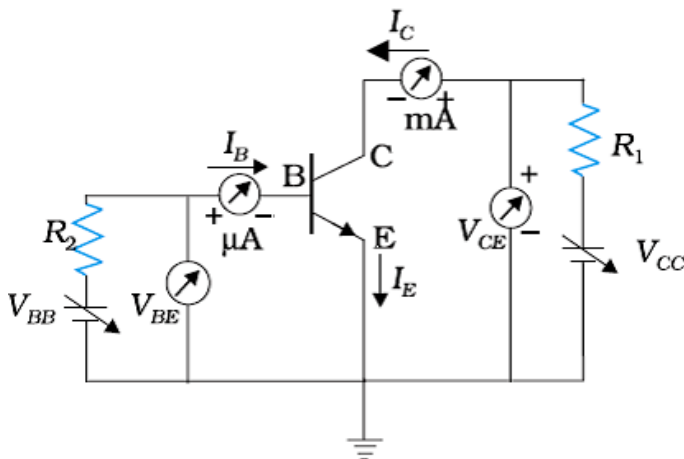 I_C
− +
mA
I_B
B C
+ −
μA
R_1
R_2
+
V_CE
−
E
V_CC
V_BB
V_BE
I_E